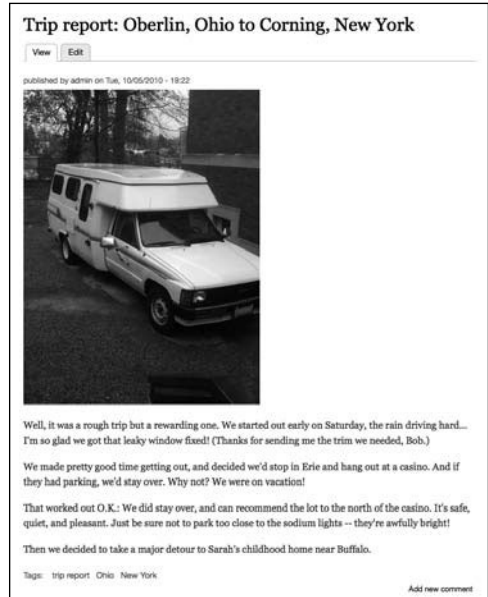 Trip report: Oberlin, Ohio to Corning, New York
View Edit
published by admin on Tue, 10/05/2010 - 19:22
Well, it was a rough trip but a rewarding one. We started out early on Saturday, the rain driving hard...
I'm so glad we got that leaky window fixed! (Thanks for sending me the trim we needed, Bob.)
We made pretty good time getting out, and decided we'd stop in Erie and hang out at a casino. And if
they had parking, we'd stay over. Why not? We were on vacation!
That worked out O.K.: We did stay over, and can recommend the lot to the north of the casino. It's safe,
quiet, and pleasant. Just be sure not to park too close to the sodium lights -- they're awfully bright!
Then we decided to take a major detour to Sarah's childhood home near Buffalo.
Tags: trip report Ohio New York
Add new comment